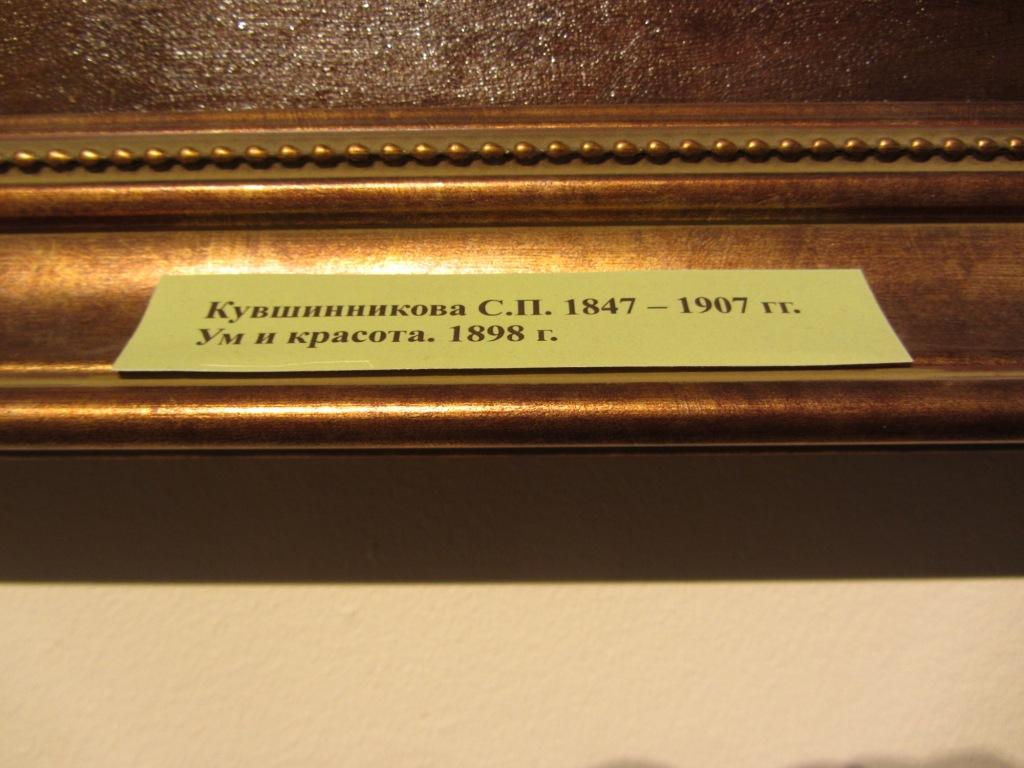 Кувшинникова С.П. 1847 – 1907 гг.
Ум и красота. 1898 г.